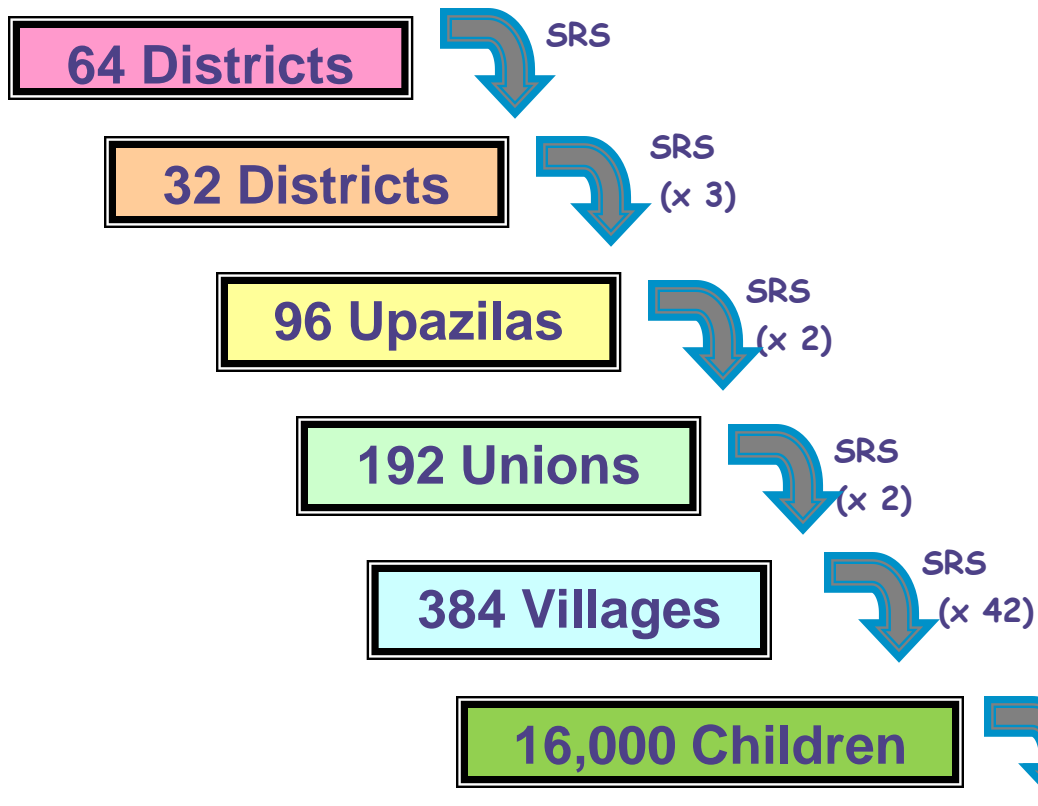 64 Districts
SRS
32 Districts
SRS
(x 3)
96 Upazilas
SRS
(x 2)
192 Unions
SRS
(x 2)
384 Villages
SRS
(x 42)
16,000 Children